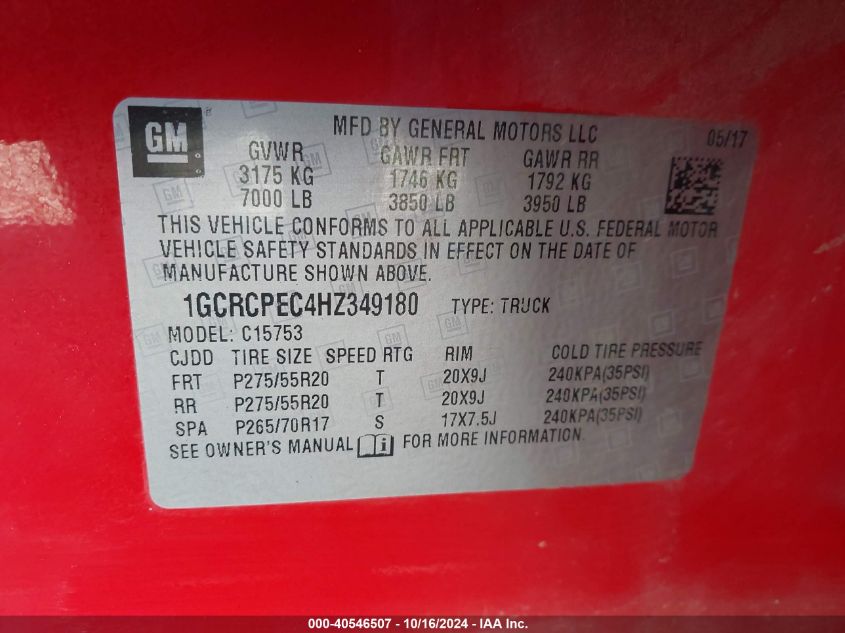 GM
MFD BY GENERAL MOTORS LLC 05/17
GVWR GAWR FRT GAWR RR
3175 KG 1746 KG 1792 KG
7000 LB 3850 LB 3950 LB
THIS VEHICLE CONFORMS TO ALL APPLICABLE U.S. FEDERAL MOTOR
VEHICLE SAFETY STANDARDS IN EFFECT ON THE DATE OF
MANUFACTURE SHOWN ABOVE.
1GCRCPEC4HZ349180 TYPE: TRUCK
MODEL: C15753
CJDD TIRE SIZE SPEED RTG RIM COLD TIRE PRESSURE
FRT P275/55R20 T 20X9J 240KPA(35PSI)
RR P275/55R20 T 20X9J 240KPA(35PSI)
SPA P265/70R17 S 17X7.5J 240KPA(35PSI)
SEE OWNER'S MANUAL i FOR MORE INFORMATION.
000-40546507 - 10/16/2024 - IAA Inc.